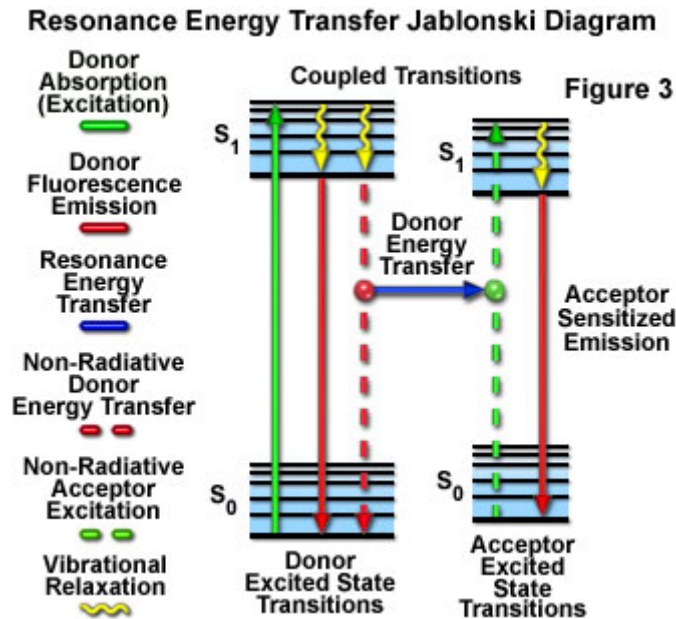 Resonance Energy Transfer Jablonski Diagram
Donor
Absorption
(Excitation)
Donor
Fluorescence
Emission
Resonance
Energy
Transfer
Non-Radiative
Donor
Energy Transfer
Non-Radiative
Acceptor
Excitation
Vibrational
Relaxation
Coupled Transitions
Figure 3
S1
S1
Donor
Energy
Transfer
Acceptor
Sensitized
Emission
S0
S0
Donor
Excited State
Transitions
Acceptor
Excited
State
Transitions